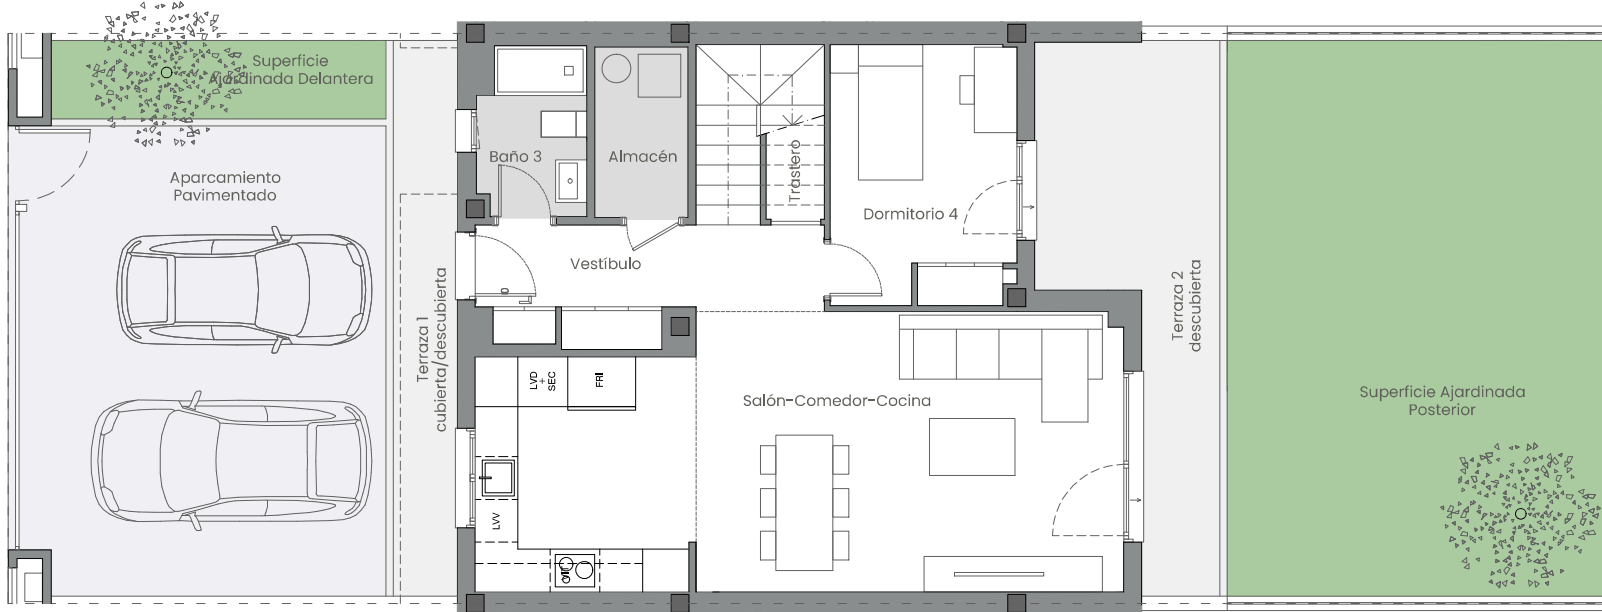 Superficie
Ajardinada Delantera
Aparcamiento
Pavimentado
Terraza 1
cubierta/descubierta
Baño 3
Almacén
Trastero
Dormitorio 4
Vestíbulo
LVD
+
SEC
FRI
LVV
Salón-Comedor-Cocina
Terraza 2
descubierta
Superficie Ajardinada
Posterior